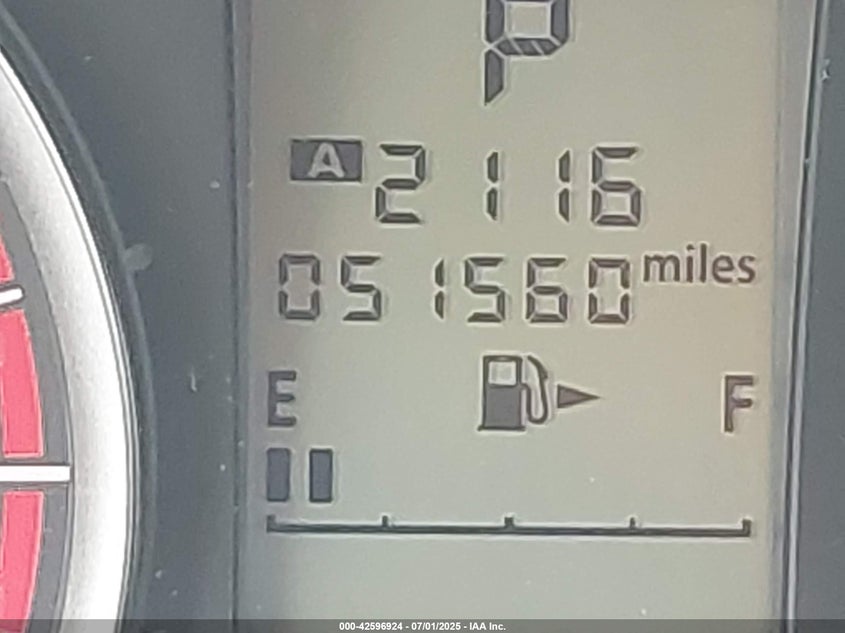 P
A 2116
051560 miles
E F
000-42596924 - 07/01/2025 - IAA Inc.